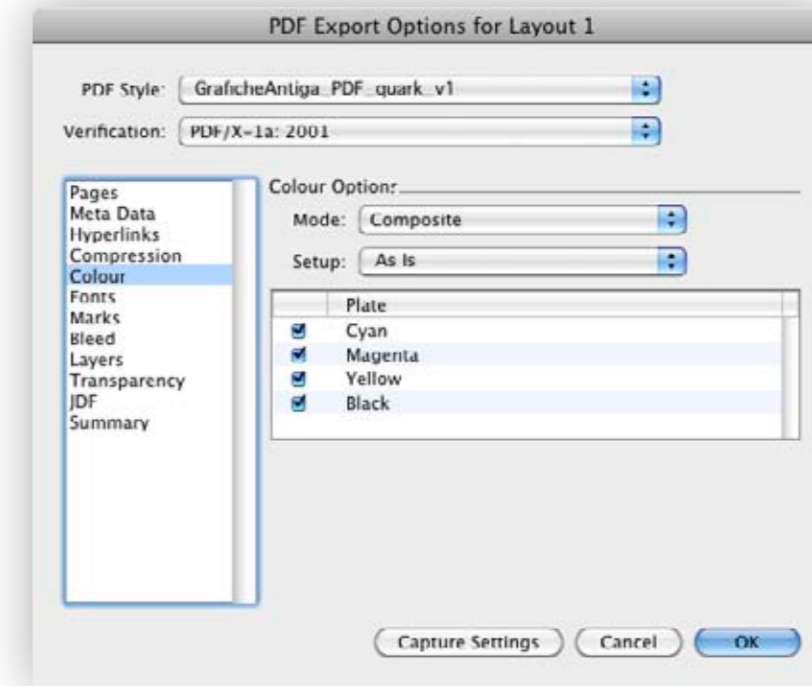 PDF Export Options for Layout 1
PDF Style: GraficheAntiga_PDF_quark_v1
Verification: PDF/X-1a: 2001
Pages
Meta Data
Hyperlinks
Compression
Colour
Fonts
Marks
Bleed
Layers
Transparency
JDF
Summary
Colour Options
Mode: Composite
Setup: As Is
Plate
Cyan
Magenta
Yellow
Black
Capture Settings Cancel OK